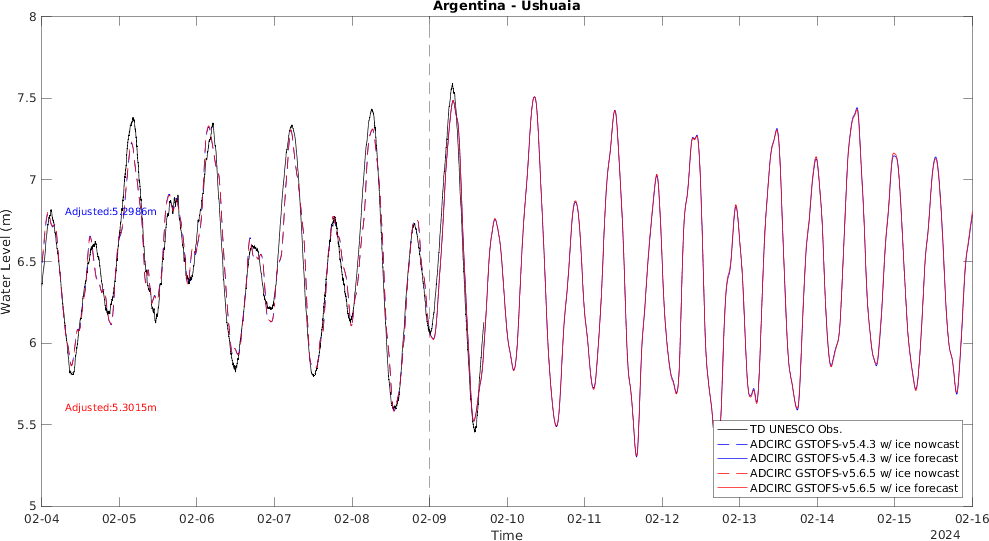 Argentina - Ushuaia
8
7.5
7
6.5
6
5.5
5
Water Level (m)
Adjusted:5.2986m
Adjusted:5.3015m
TD UNESCO Obs.
ADCIRC GSTOFS-v5.4.3 w/ ice nowcast
ADCIRC GSTOFS-v5.4.3 w/ ice forecast
ADCIRC GSTOFS-v5.6.5 w/ ice nowcast
ADCIRC GSTOFS-v5.6.5 w/ ice forecast
02-04 02-05 02-06 02-07 02-08 02-09 02-10 02-11 02-12 02-13 02-14 02-15 02-16
Time
2024